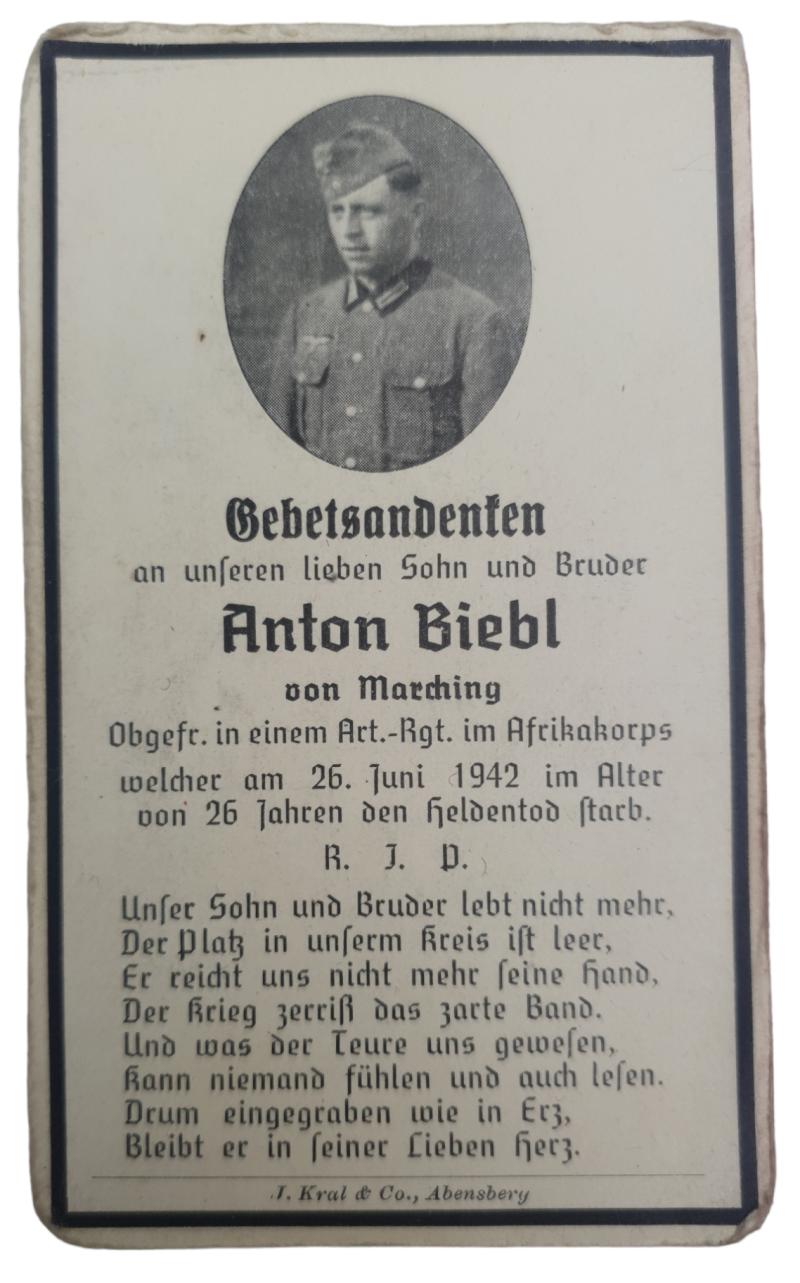 Gebetsandenken
an unseren lieben Sohn und Bruder
Anton Biebl
von Marching
Obgefr. in einem Art.-Rgt. im Afrikakorps
welcher am 26. Juni 1942 im Alter
von 26 Jahren den Heldentod starb.
R. I. P.
Unser Sohn und Bruder lebt nicht mehr,
Der Platz in unserm Kreis ist leer,
Er reicht uns nicht mehr seine Hand,
Der Krieg zerriß das zarte Band.
Und was der Teure uns gewesen,
Kann niemand fühlen und auch lesen.
Drum eingegraben wie in Erz,
Bleibt er in seiner Lieben Herz.
J. Kral & Co., Abensberg